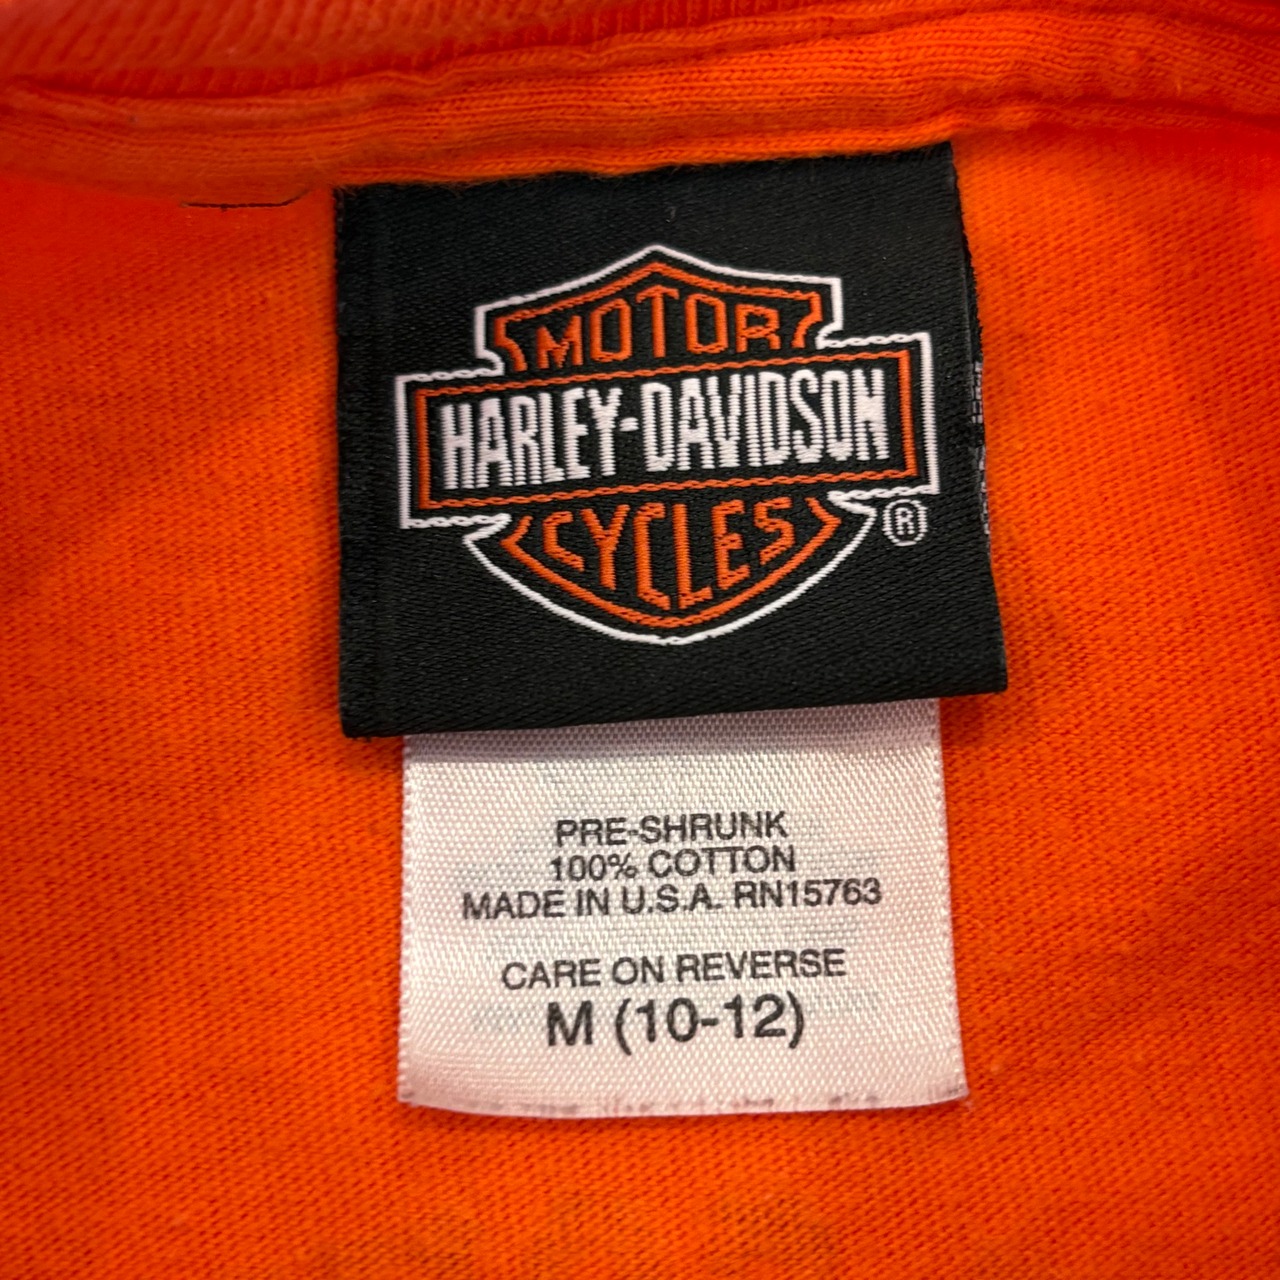 MOTOR
HARLEY-DAVIDSON
CYCLES
®
PRE-SHRUNK
100% COTTON
MADE IN U.S.A. RN15763
CARE ON REVERSE
M (10-12)